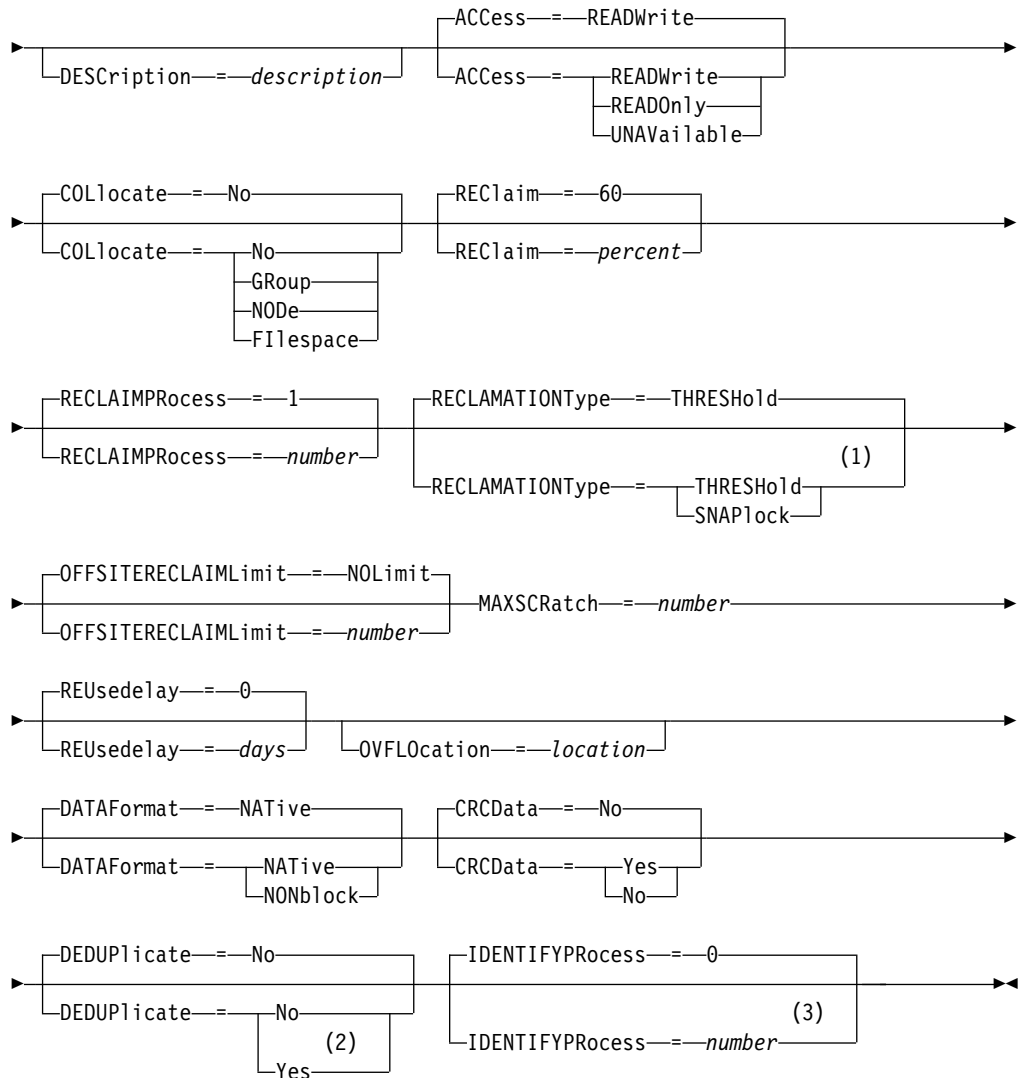 ACCess = READWrite
DESCription = description
ACCess = READWrite
READOnly
UNAVailable
COLlocate = No
REClaim = 60
COLlocate = No
REClaim = percent
GRoup
NODe
FIlespace
RECLAIMPRocess = 1
RECLAMATIONType = THRESHold
RECLAIMPRocess = number
(1)
RECLAMATIONType = THRESHold
SNAPlock
OFFSITERECLAIMLimit = NOLimit
MAXSCRatch = number
OFFSITERECLAIMLimit = number
REUsedelay = 0
REUsedelay = days
OVFLOcation = location
DATAFormat = NATive
CRCData = No
DATAFormat = NATive
CRCData = Yes
NONblock
No
DEDUPlicate = No
IDENTIFYPRocess = 0
DEDUPlicate = No
(3)
(2)
IDENTIFYPRocess = number
Yes